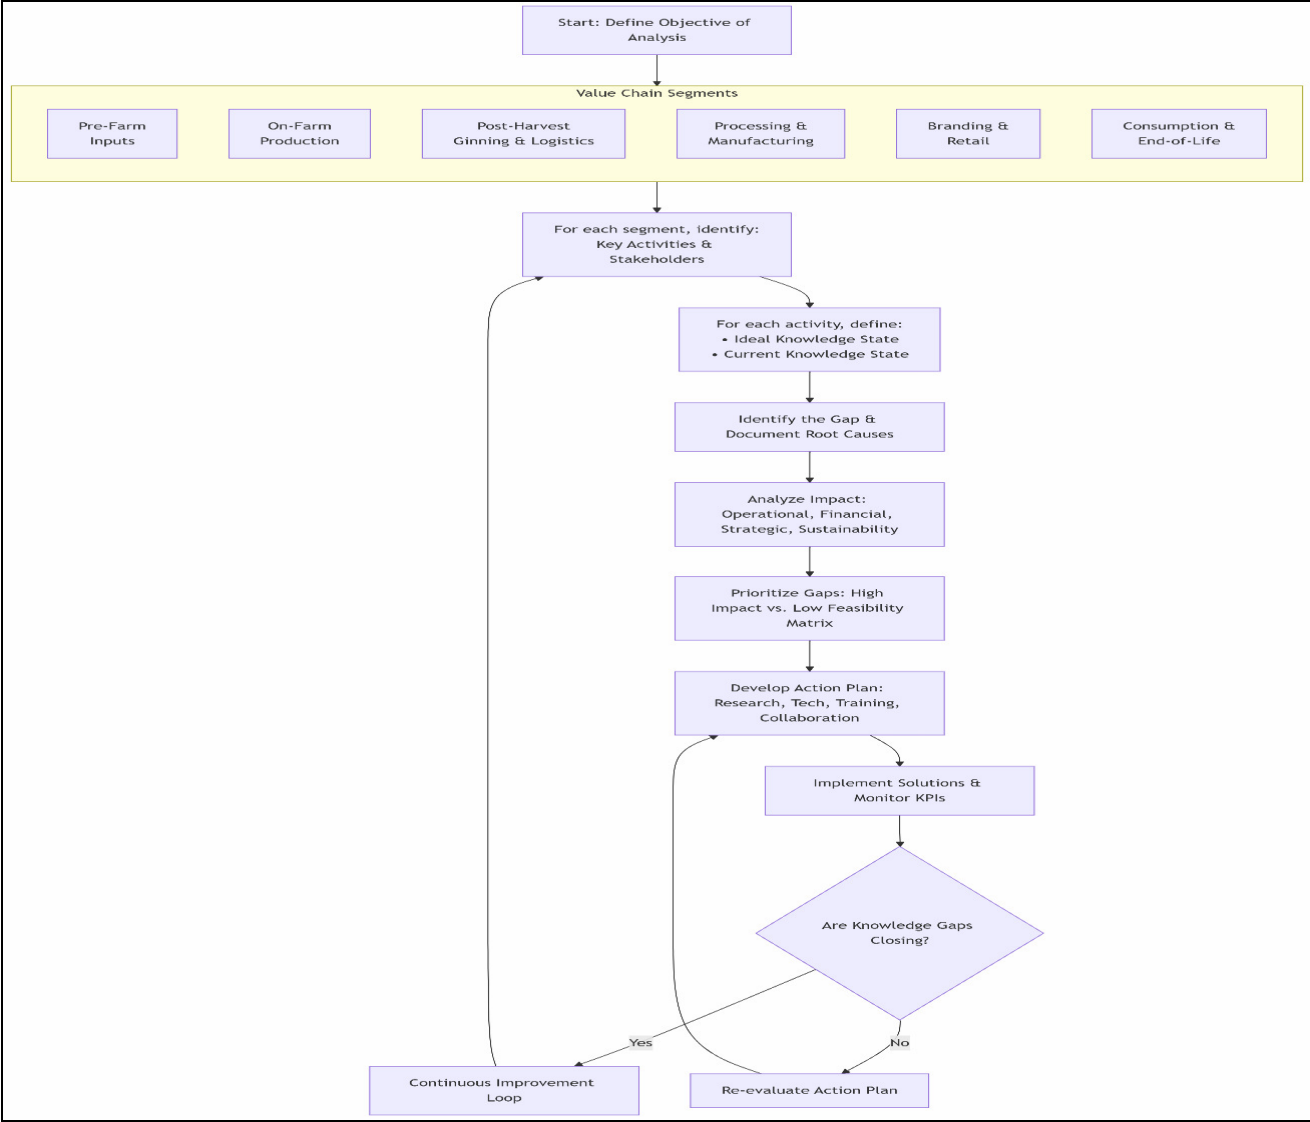 Start: Define Objective of
Analysis
Value Chain Segments
Pre-Farm
Inputs
On-Farm
Production
Post-Harvest
Ginning & Logistics
Processing &
Manufacturing
Branding &
Retail
Consumption &
End-of-Life
For each segment, identify:
Key Activities &
Stakeholders
For each activity, define:
• Ideal Knowledge State
• Current Knowledge State
Identify the Gap &
Document Root Causes
Analyze Impact:
Operational, Financial,
Strategic, Sustainability
Prioritize Gaps: High
Impact vs. Low Feasibility
Matrix
Develop Action Plan:
Research, Tech, Training,
Collaboration
Implement Solutions &
Monitor KPIs
Are Knowledge Gaps
Closing?
Yes
No
Continuous Improvement
Loop
Re-evaluate Action Plan